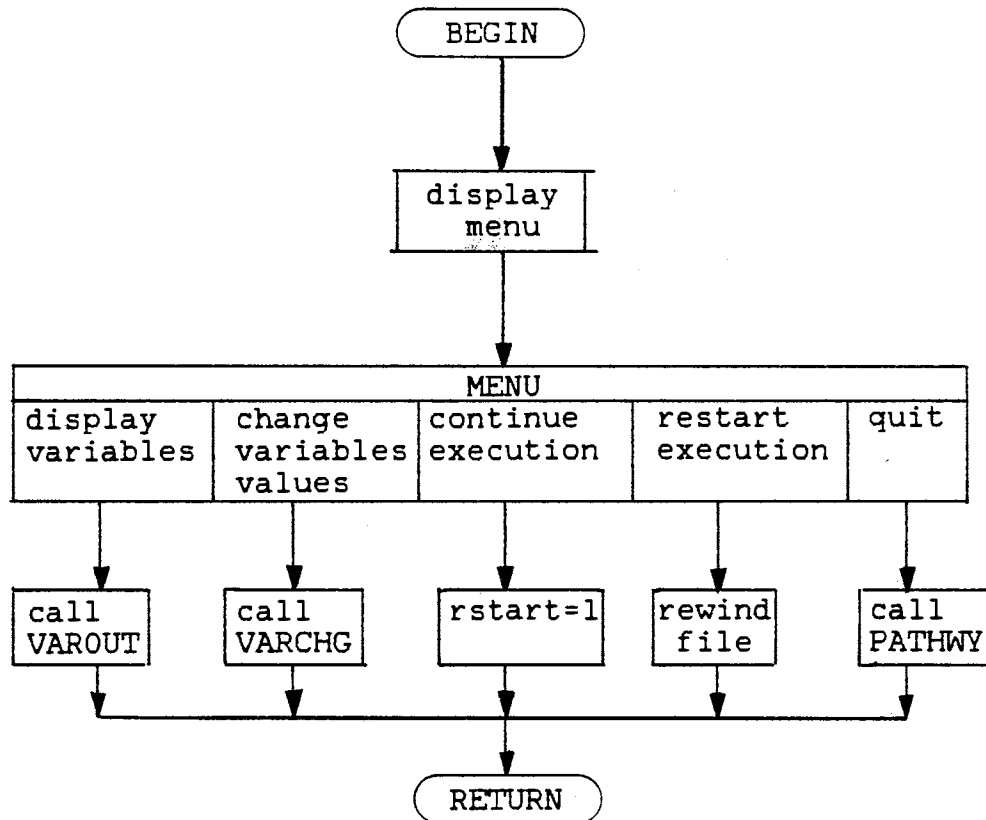 BEGIN
display
menu
MENU
display
variables
change
variables
values
continue
execution
restart
execution
quit
call
VAROUT
call
VARCHG
rstart=1
rewind
file
call
PATHWY
RETURN